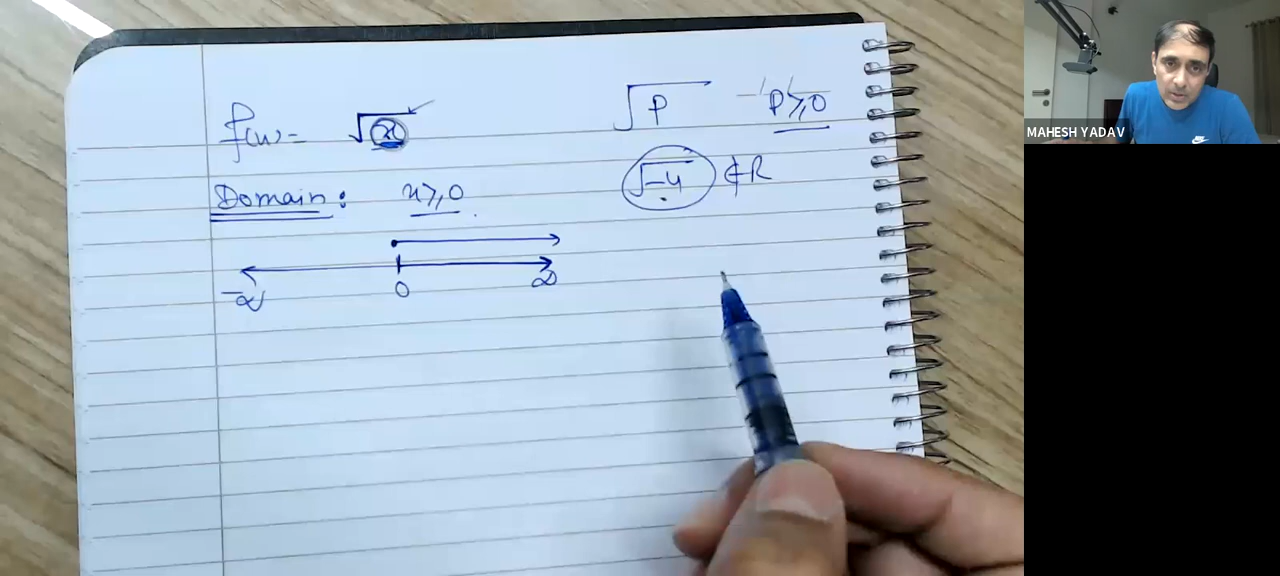 f(x) = √x
√P P ≥ 0
Domain: x ≥ 0
√-4 ∉ R
-∞ 0 ∞
MAHESH YADAV